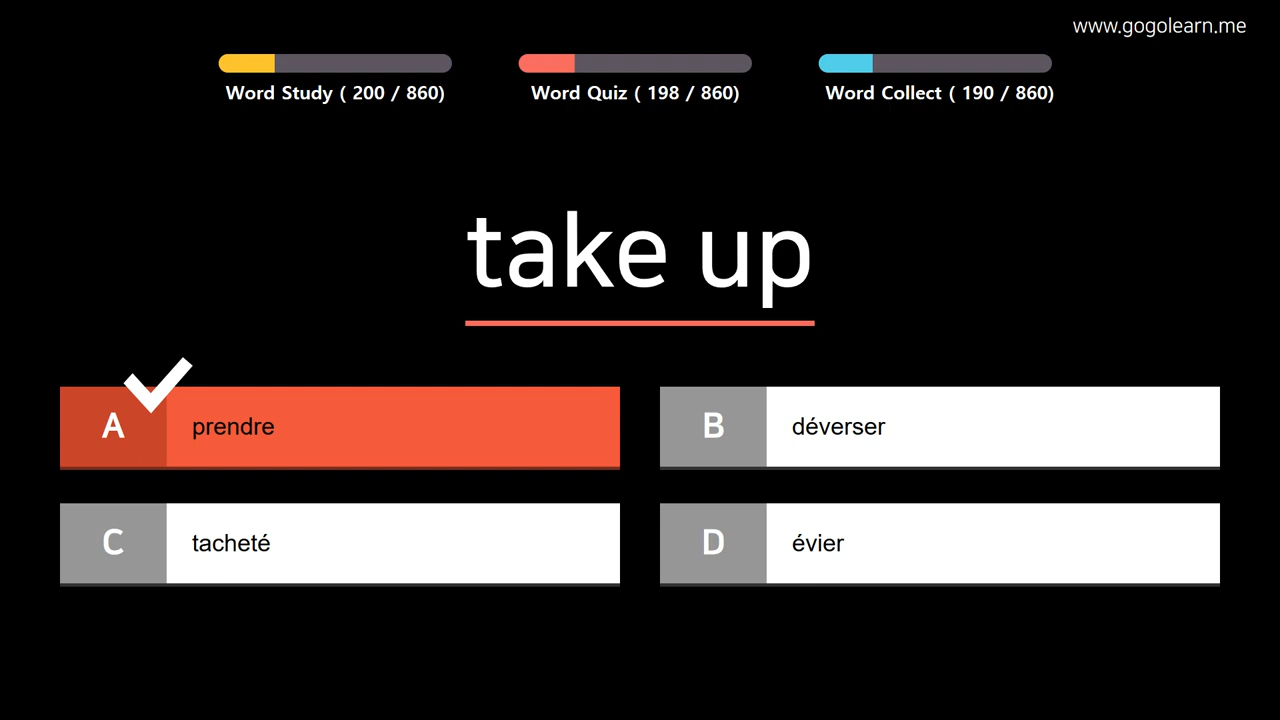 www.gogolearn.me
Word Study ( 200 / 860)
Word Quiz ( 198 / 860)
Word Collect ( 190 / 860)
take up
A prendre
B déverser
C tacheté
D évier